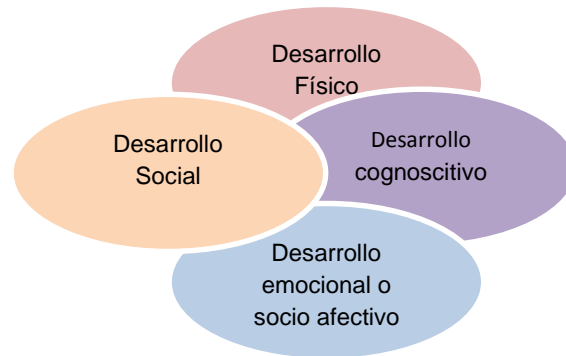 Desarrollo
Físico
Desarrollo
Social
Desarrollo
cognoscitivo
Desarrollo
emocional o
socio afectivo